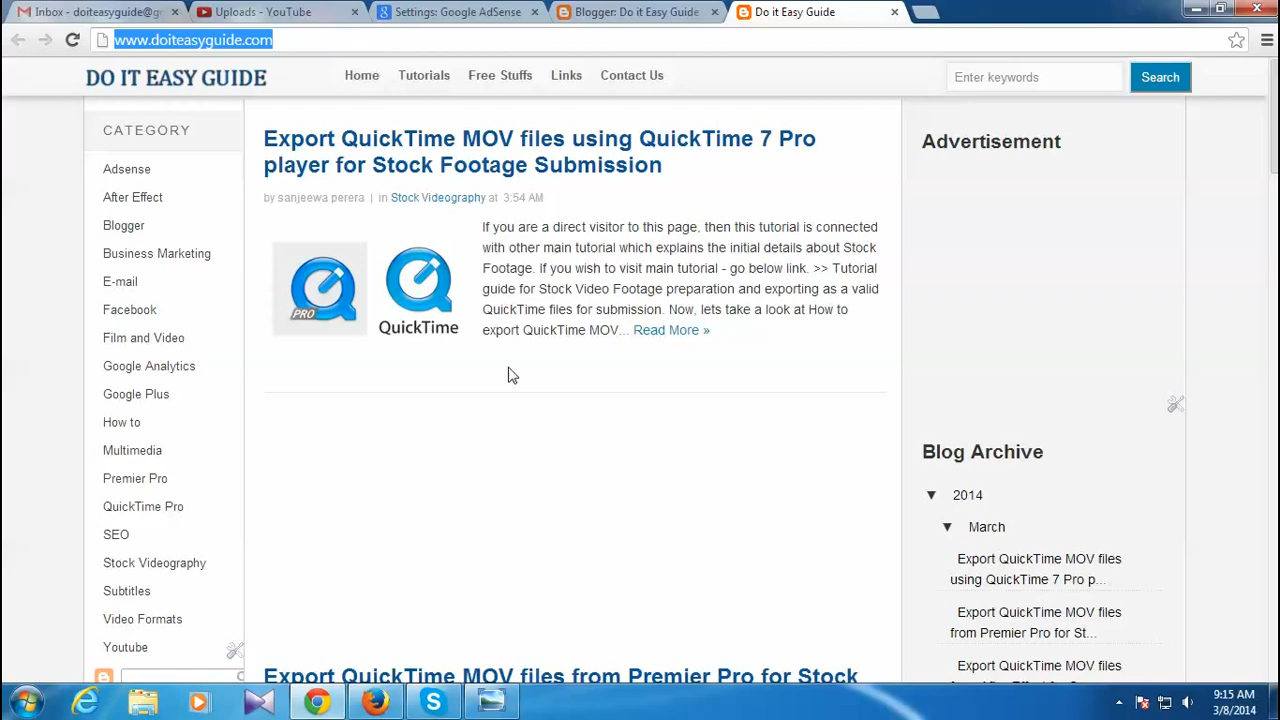 Inbox - doiteasyguide@g
Uploads - YouTube
Settings: Google AdSense
Blogger: Do it Easy Guide
Do it Easy Guide
www.doiteasyguide.com
DO IT EASY GUIDE
Home
Tutorials
Free Stuffs
Links
Contact Us
Enter keywords
Search
CATEGORY
Adsense
After Effect
Blogger
Business Marketing
E-mail
Facebook
Film and Video
Google Analytics
Google Plus
How to
Multimedia
Premier Pro
QuickTime Pro
SEO
Stock Videography
Subtitles
Video Formats
Youtube
Export QuickTime MOV files using QuickTime 7 Pro
player for Stock Footage Submission
by sanjeewa perera | in Stock Videography at 3:54 AM
PRO
QuickTime
If you are a direct visitor to this page, then this tutorial is connected
with other main tutorial which explains the initial details about Stock
Footage. If you wish to visit main tutorial - go below link. >> Tutorial
guide for Stock Video Footage preparation and exporting as a valid
QuickTime files for submission. Now, lets take a look at How to
export QuickTime MOV... Read More »
Export QuickTime MOV files from Premier Pro for Stock
Advertisement
Blog Archive
▼ 2014
▼ March
Export QuickTime MOV files
using QuickTime 7 Pro p...
Export QuickTime MOV files
from Premier Pro for St...
Export QuickTime MOV files
9:15 AM
3/8/2014